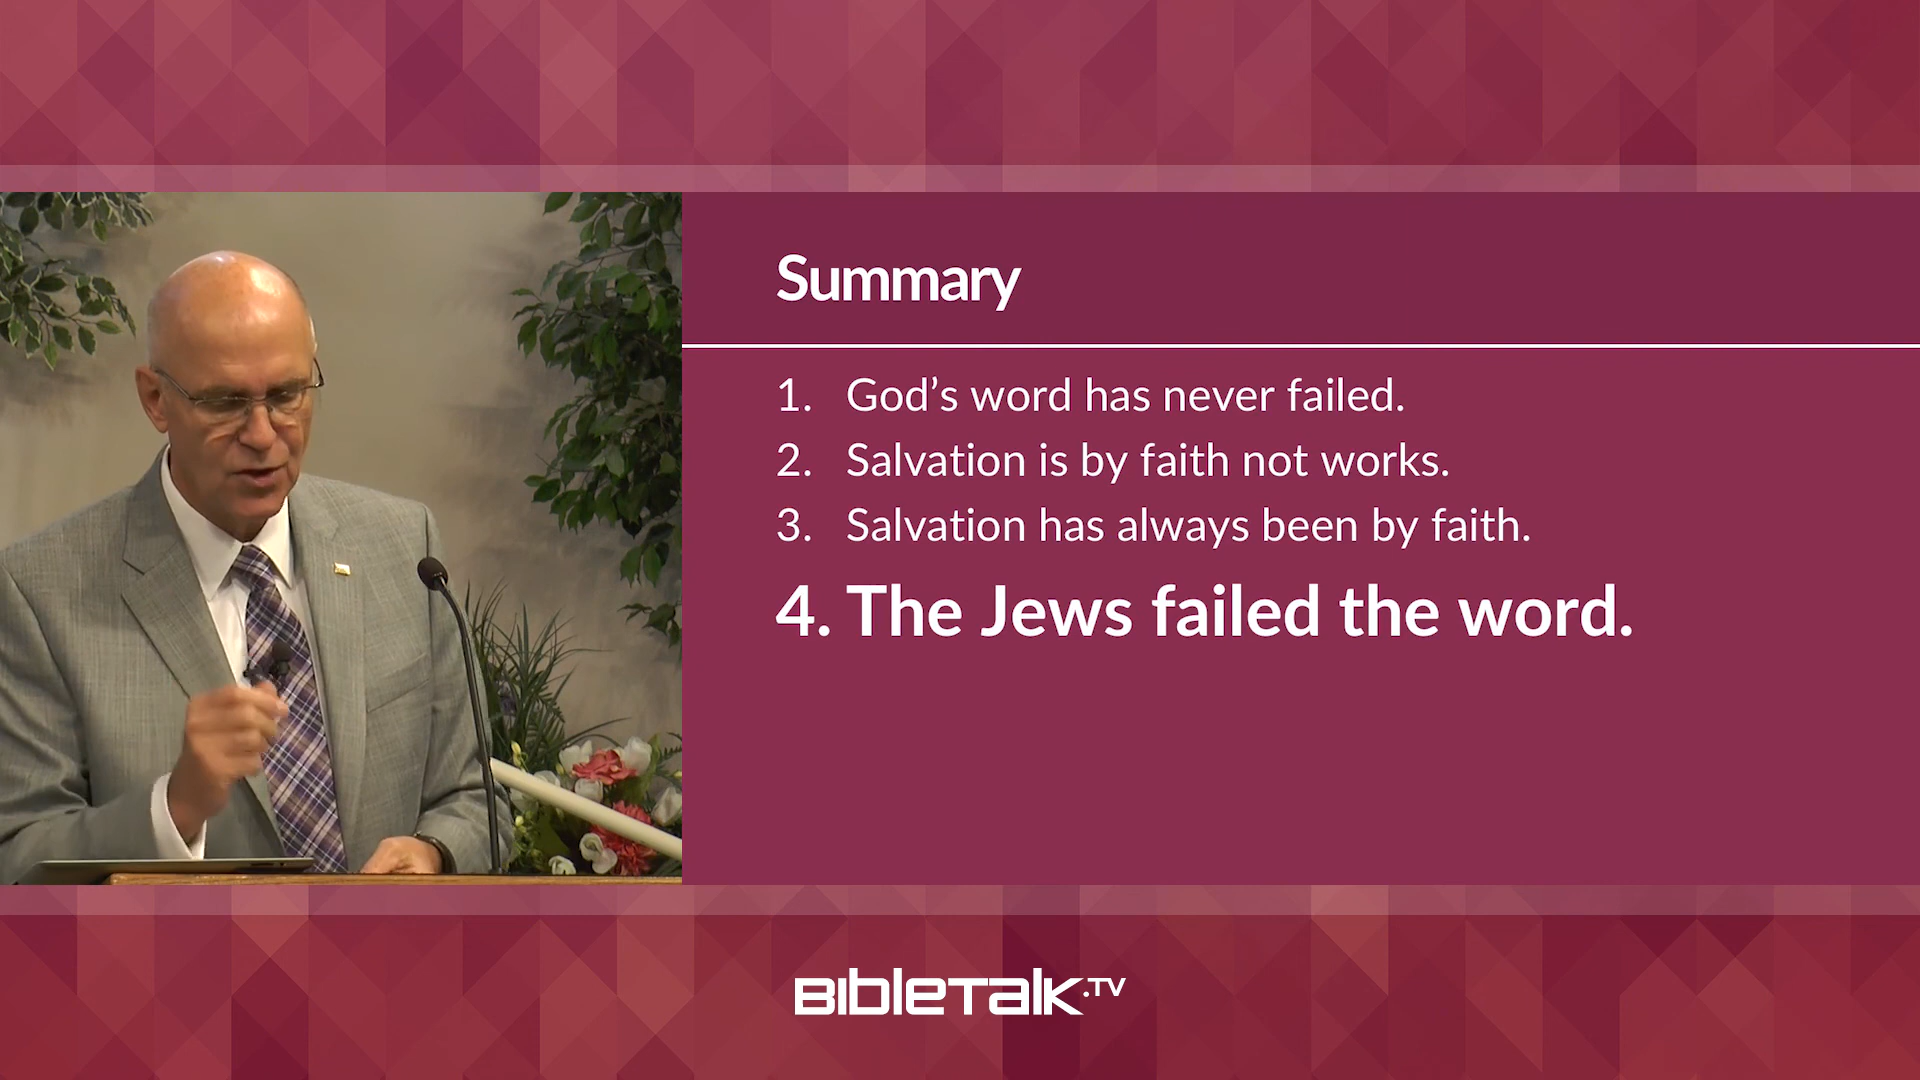 Summary
1. God’s word has never failed.
2. Salvation is by faith not works.
3. Salvation has always been by faith.
4. The Jews failed the word.
BIBLETALK.TV